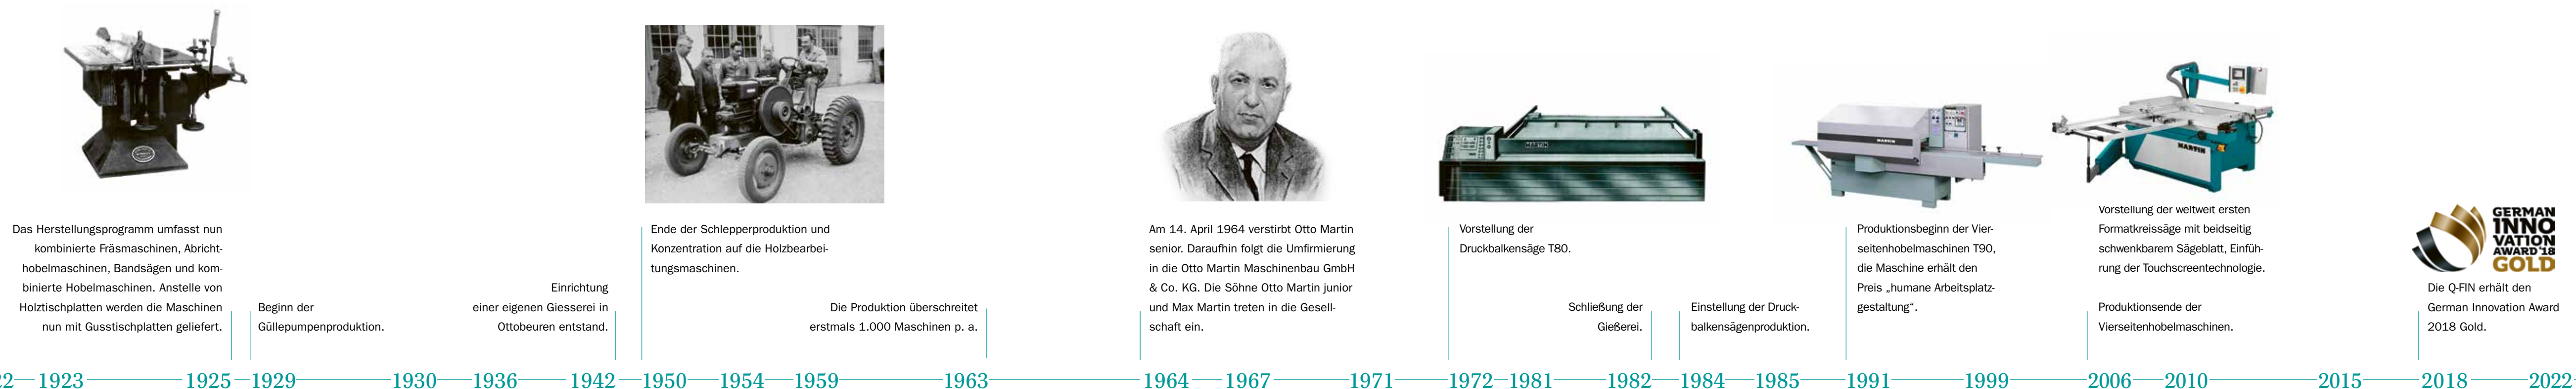 Das Herstellungsprogramm umfasst nun
kombinierte Fräsmaschinen, Abricht-
hobelmaschinen, Bandsägen und kom-
binierte Hobelmaschinen. Anstelle von
Holztischplatten werden die Maschinen
nun mit Gusstischplatten geliefert.
Beginn der
Güllepumpenproduktion.
Einrichtung
einer eigenen Giesserei in
Ottobeuren entstand.
Ende der Schlepperproduktion und
Konzentration auf die Holzbearbei-
tungsmaschinen.
Die Produktion überschreitet
erstmals 1.000 Maschinen p. a.
Am 14. April 1964 verstirbt Otto Martin
senior. Daraufhin folgt die Umfirmierung
in die Otto Martin Maschinenbau GmbH
& Co. KG. Die Söhne Otto Martin junior
und Max Martin treten in die Gesell-
schaft ein.
MARTIN
Vorstellung der
Druckbalkensäge T80.
Schließung der
Gießerei.
Einstellung der Druck-
balkensägenproduktion.
MARTIN
Produktionsbeginn der Vier-
seitenhobelmaschinen T90,
die Maschine erhält den
Preis „humane Arbeitsplatz-
gestaltung“.
MARTIN
Vorstellung der weltweit ersten
Formatkreissäge mit beidseitig
schwenkbarem Sägeblatt, Einfüh-
rung der Touchscreentechnologie.
Produktionsende der
Vierseitenhobelmaschinen.
GERMAN
INNO
VATION
AWARD'18
GOLD
Die Q-FIN erhält den
German Innovation Award
2018 Gold.
22 1923 1925 1929 1930 1936 1942 1950 1954 1959 1963 1964 1967 1971 1972 1981 1982 1984 1985 1991 1999 2006 2010 2015 2018 2022